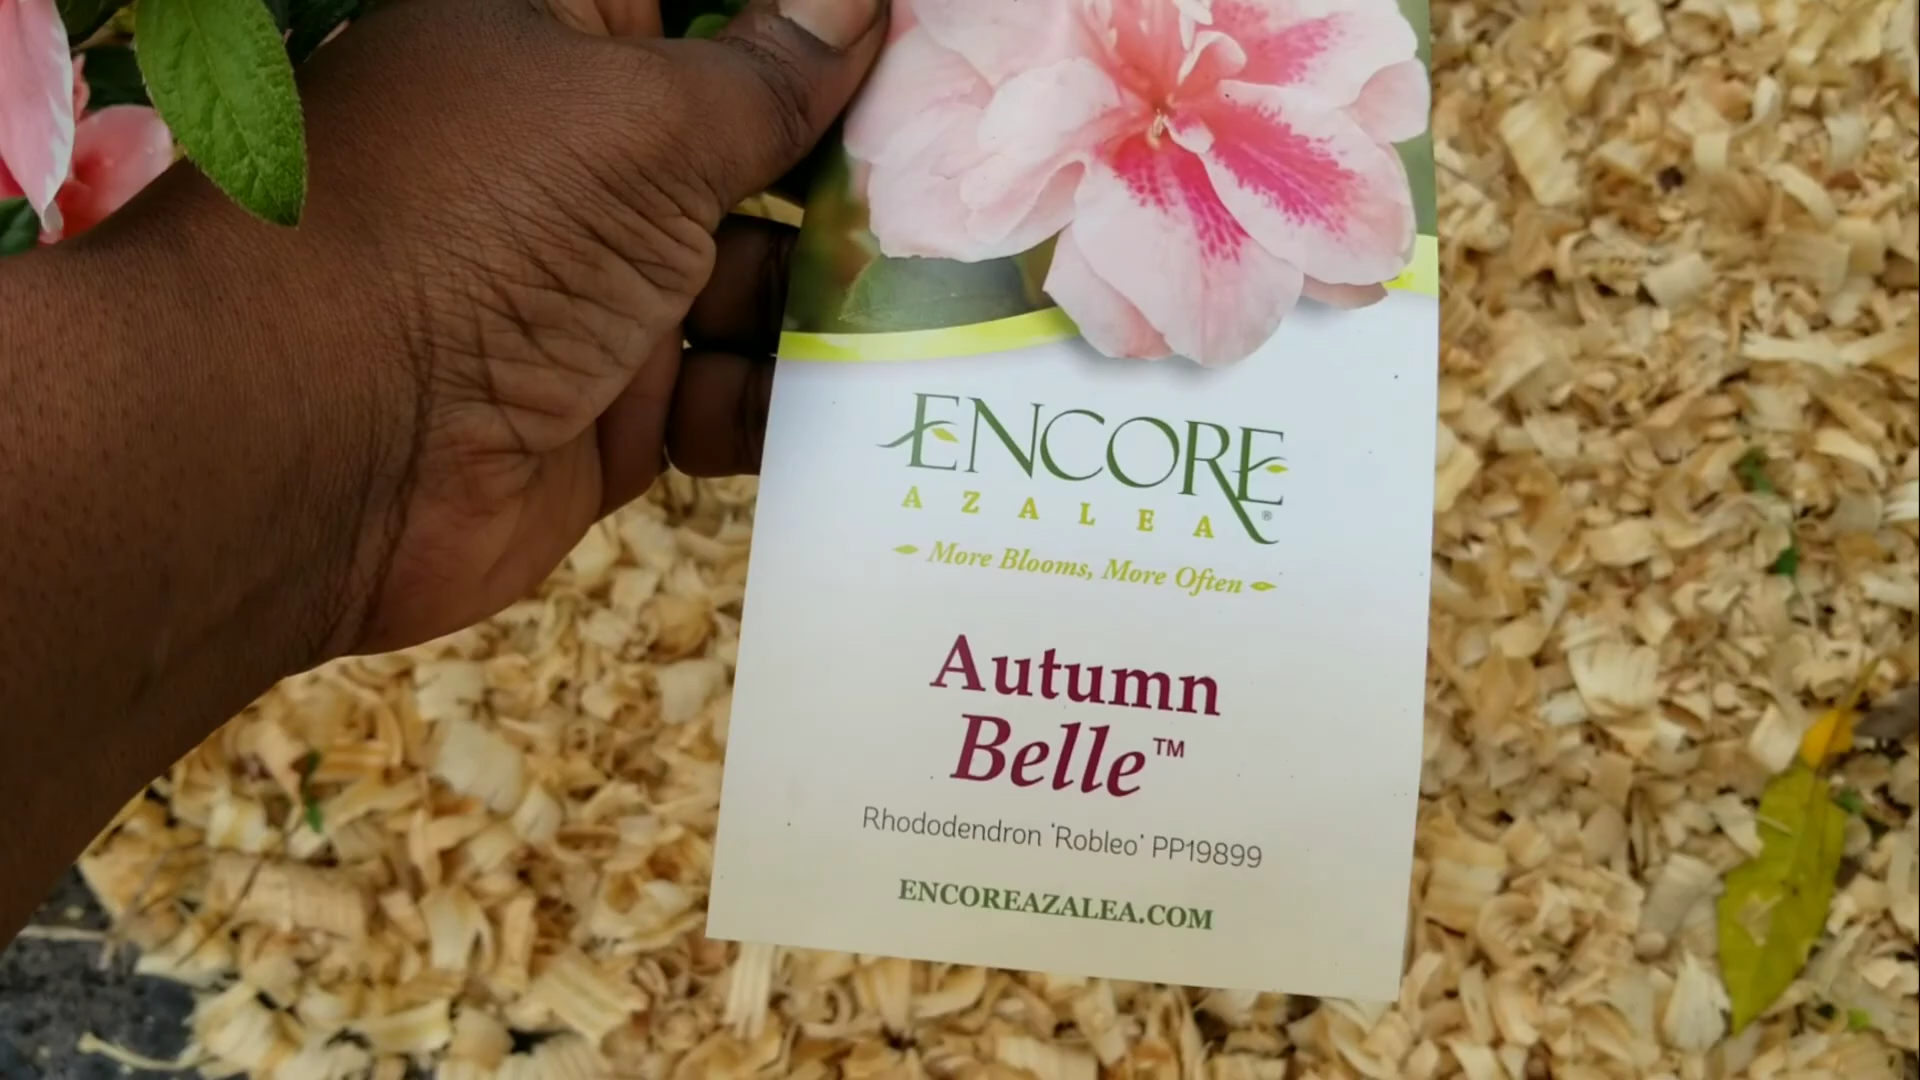 ENCORE
AZALEA®
More Blooms, More Often
Autumn
Belle™
Rhododendron 'Robleo' PP19899
ENCOREAZALEA.COM